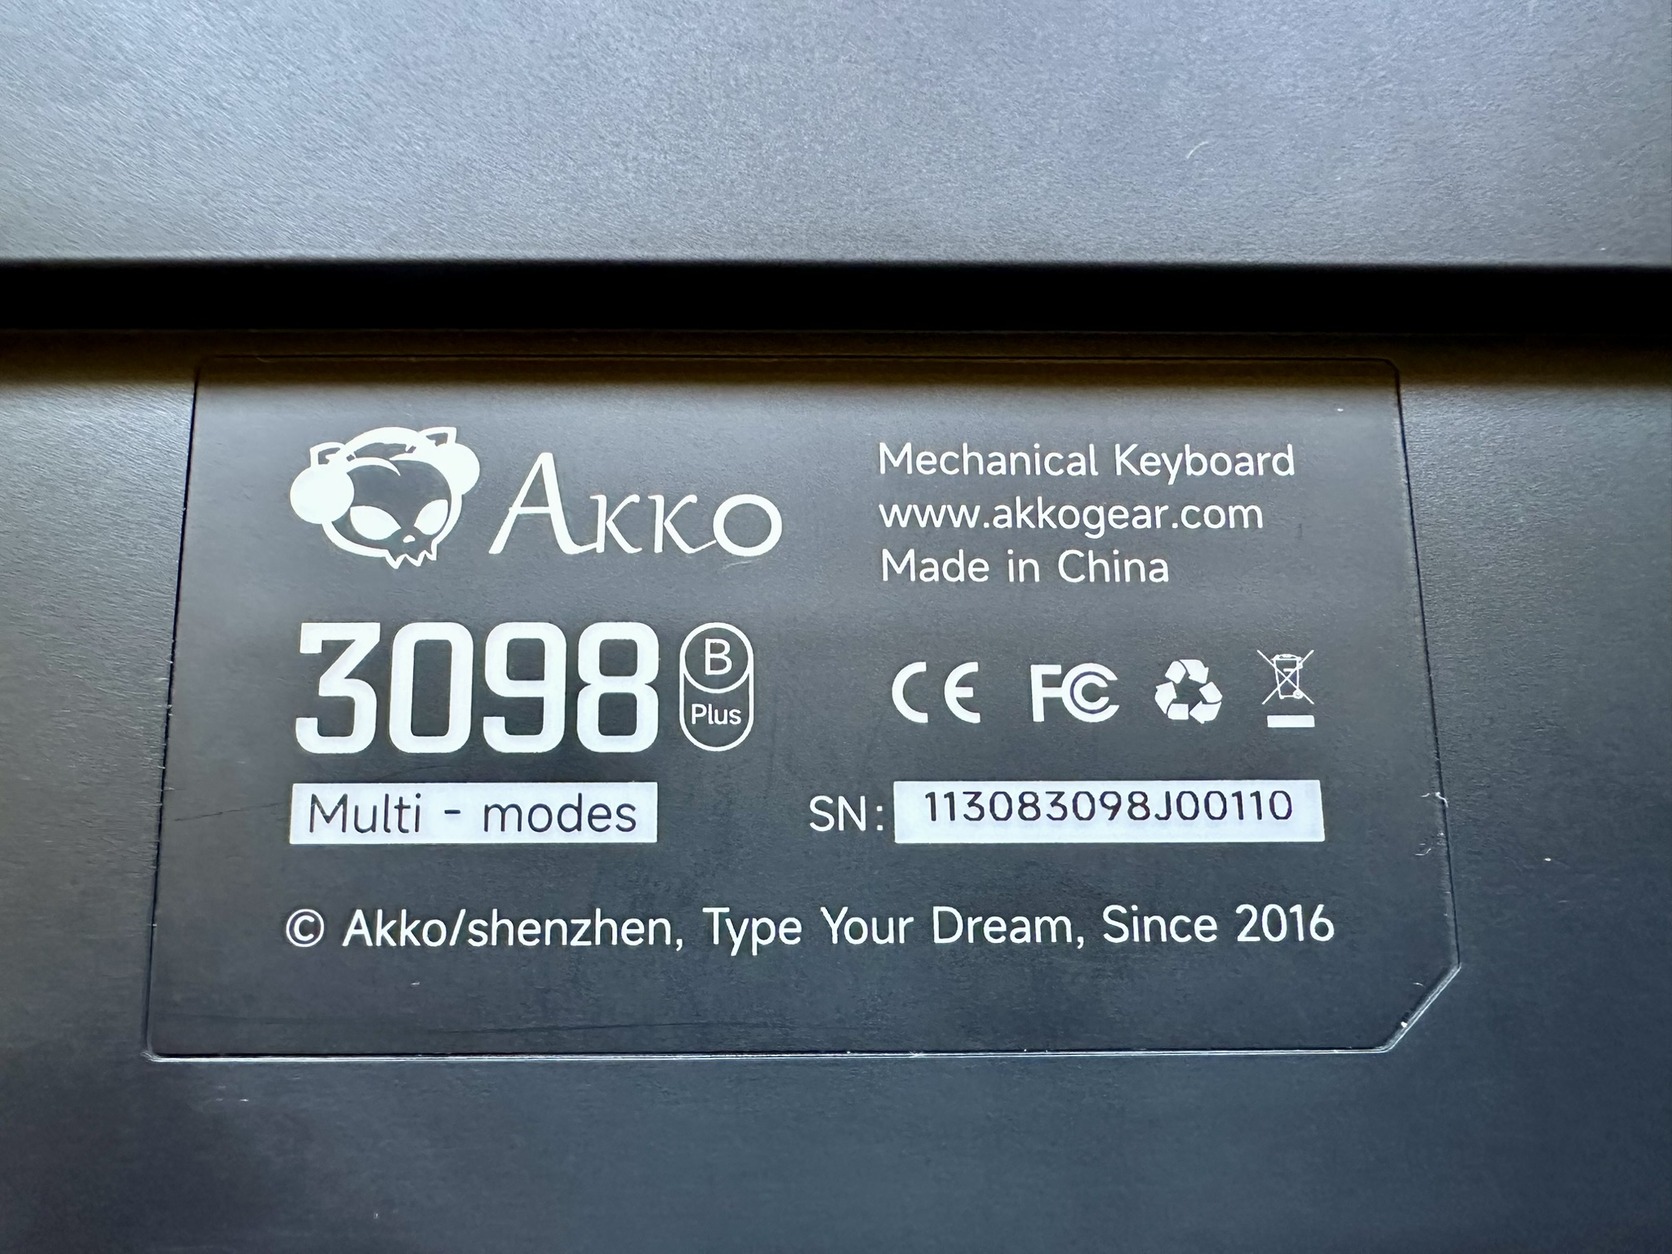 Akko
Mechanical Keyboard
www.akkogear.com
Made in China
3098 B Plus
CE FC
Multi - modes
SN: 113083098J00110
© Akko/shenzhen, Type Your Dream, Since 2016